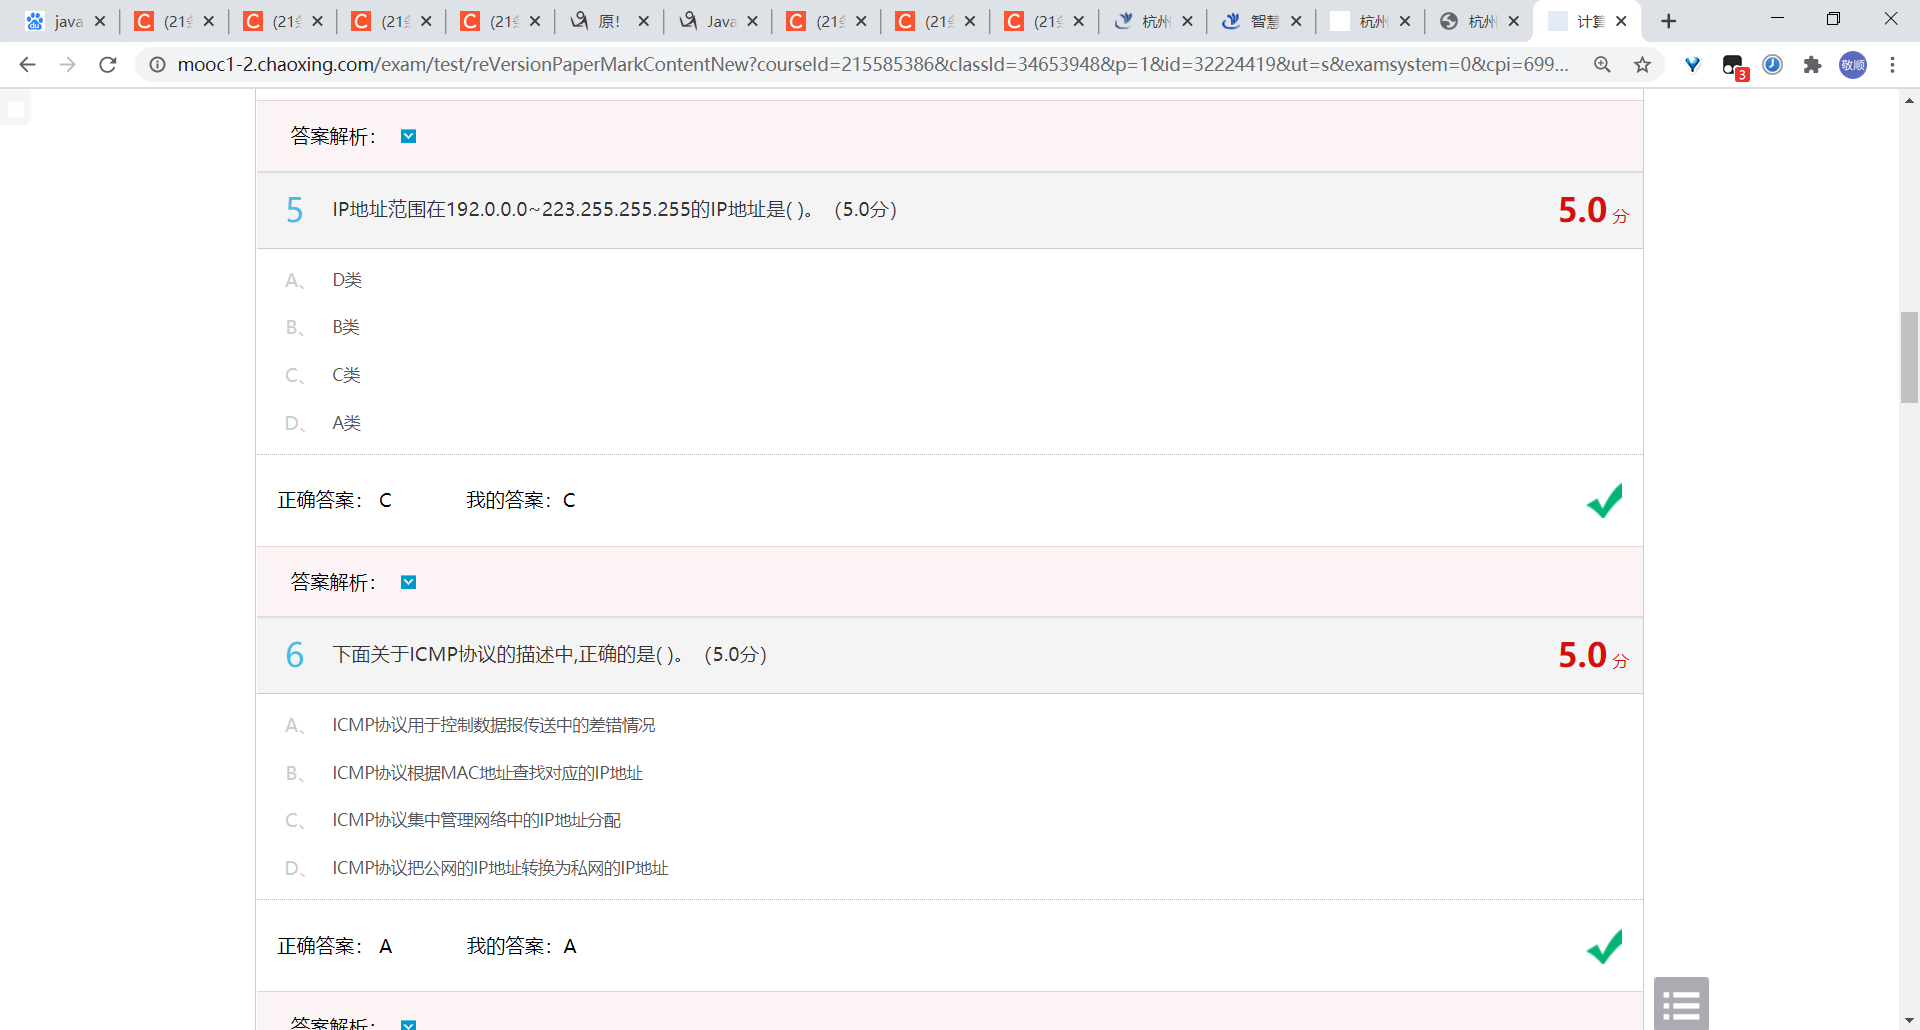 java
(21
(21
(21
(21
原!
Java
(21
(21
(21
杭州
智慧
杭州
杭州
计算
mooc1-2.chaoxing.com/exam/test/reVersionPaperMarkContentNew?courseId=215585386&classId=34653948&p=1&id=32224419&ut=s&examsystem=0&cpi=699...
3
敬顺
答案解析：
5 IP地址范围在192.0.0.0~223.255.255.255的IP地址是( )。（5.0分） 5.0 分
A、 D类
B、 B类
C、 C类
D、 A类
正确答案： C 我的答案：C
答案解析：
6 下面关于ICMP协议的描述中,正确的是( )。（5.0分） 5.0 分
A、 ICMP协议用于控制数据报传送中的差错情况
B、 ICMP协议根据MAC地址查找对应的IP地址
C、 ICMP协议集中管理网络中的IP地址分配
D、 ICMP协议把公网的IP地址转换为私网的IP地址
正确答案： A 我的答案：A
答案解析：